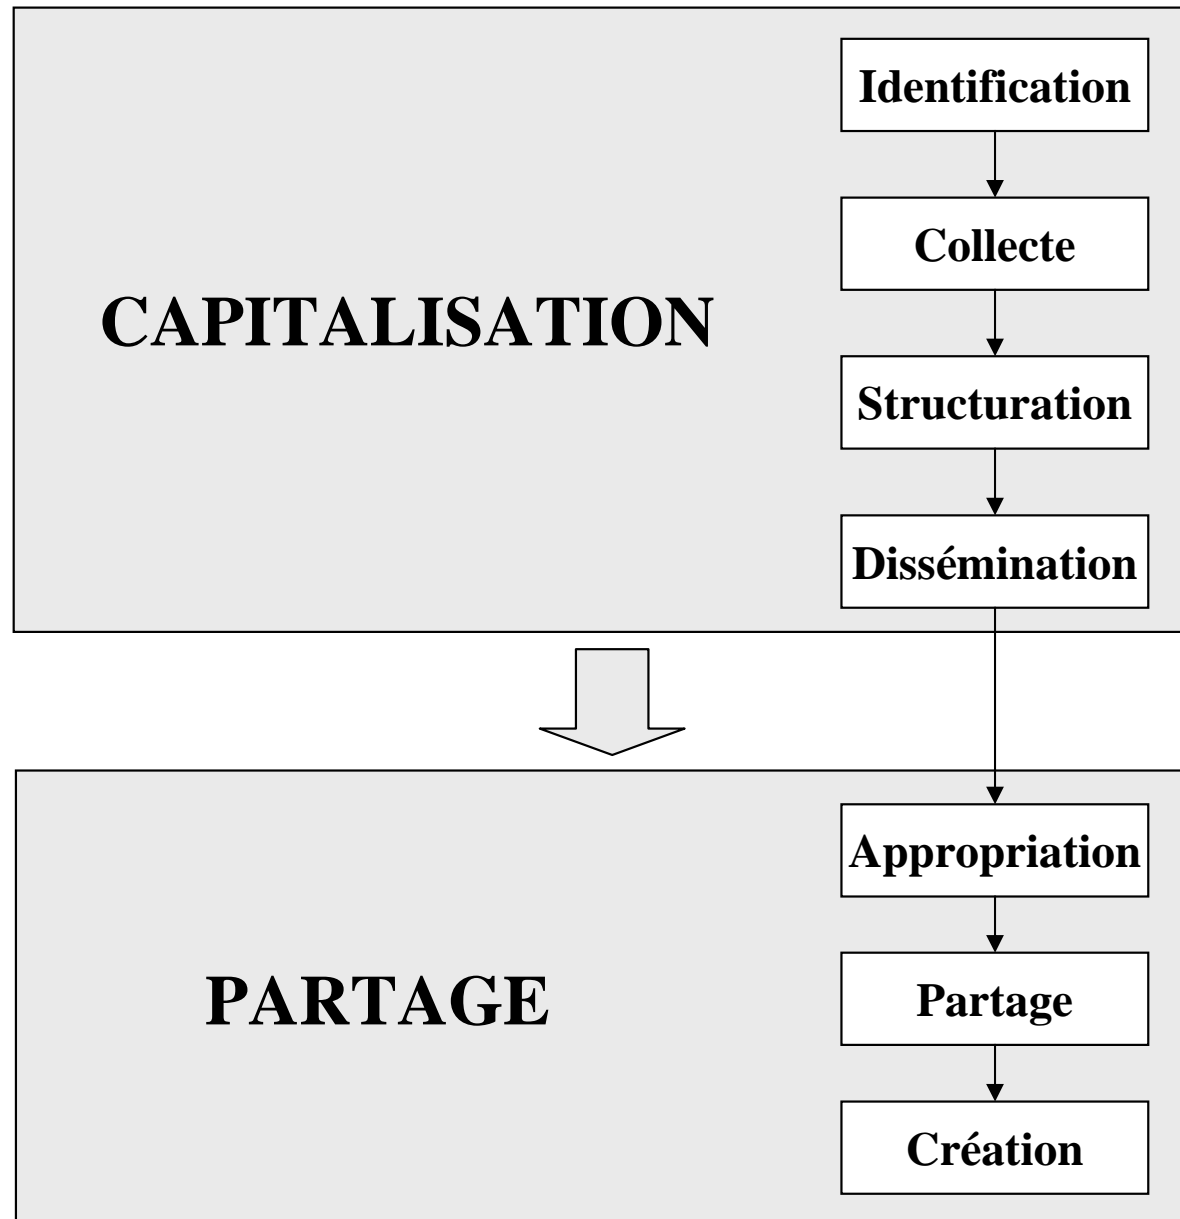 Identification
Collecte
CAPITALISATION
Structuration
Dissémination
Appropriation
PARTAGE
Partage
Création